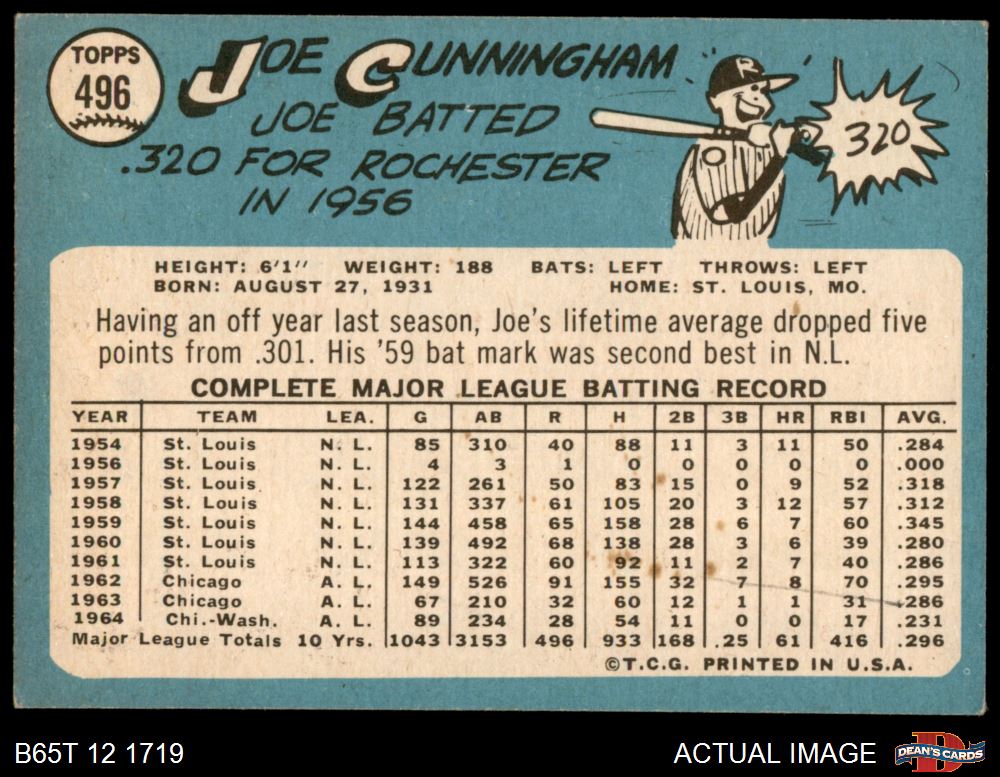 TOPPS
496
JOE CUNNINGHAM
JOE BATTED
.320 FOR ROCHESTER
IN 1956
R
320
HEIGHT: 6'1" WEIGHT: 188 BATS: LEFT THROWS: LEFT
BORN: AUGUST 27, 1931 HOME: ST. LOUIS, MO.
Having an off year last season, Joe's lifetime average dropped five
points from .301. His '59 bat mark was second best in N.L.
COMPLETE MAJOR LEAGUE BATTING RECORD
YEAR TEAM LEA. G AB R H 2B 3B HR RBI AVG.
1954 St. Louis N. L. 85 310 40 88 11 3 11 50 .284
1956 St. Louis N. L. 4 3 1 0 0 0 0 0 .000
1957 St. Louis N. L. 122 261 50 83 15 0 9 52 .318
1958 St. Louis N. L. 131 337 61 105 20 3 12 57 .312
1959 St. Louis N. L. 144 458 65 158 28 6 7 60 .345
1960 St. Louis N. L. 139 492 68 138 28 3 6 39 .280
1961 St. Louis N. L. 113 322 60 92 11 2 7 40 .286
1962 Chicago A. L. 149 526 91 155 32 7 8 70 .295
1963 Chicago A. L. 67 210 32 60 12 1 1 31 .286
1964 Chi.-Wash. A. L. 89 234 28 54 11 0 0 17 .231
Major League Totals 10 Yrs. 1043 3153 496 933 168 .25 61 416 .296
©T.C.G. PRINTED IN U.S.A.
B65T 12 1719 ACTUAL IMAGE DEAN'S CARDS